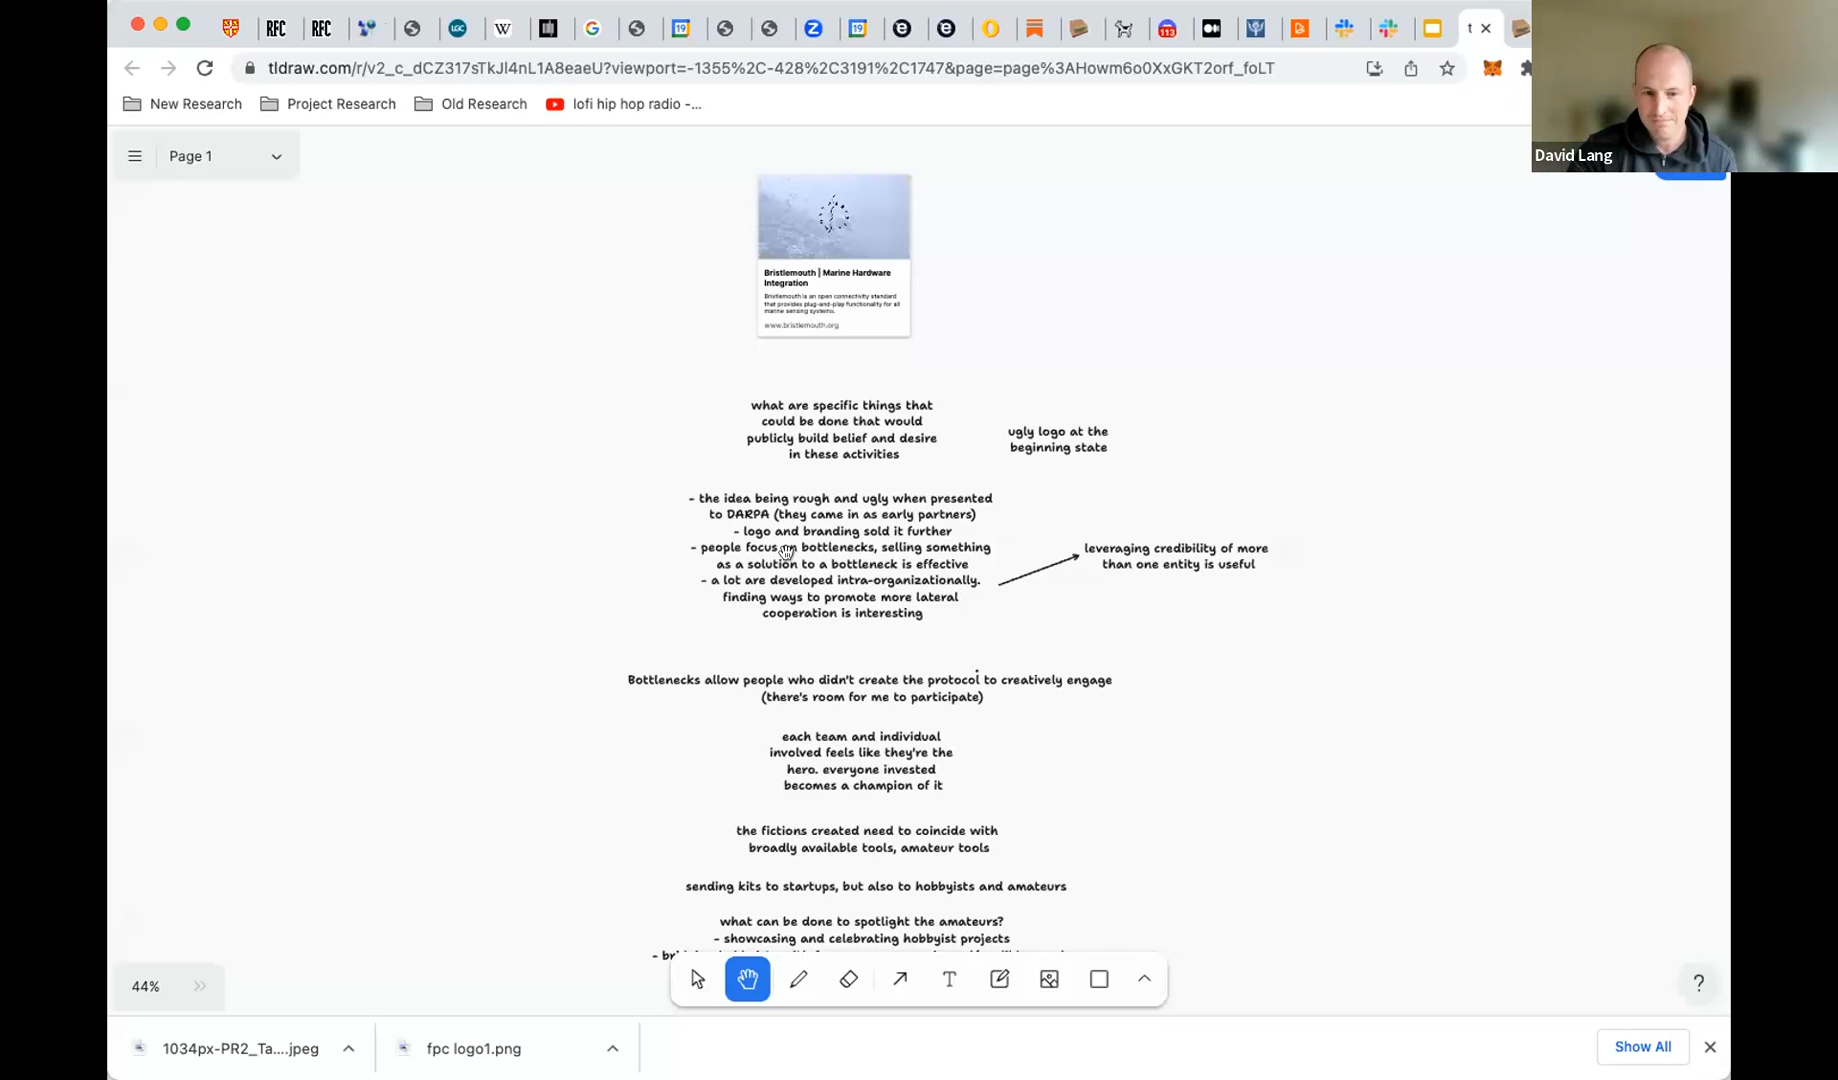 RFC
RFC
LGC
W
G
19
Z
19
113
t
tldraw.com/r/v2_c_dCZ317sTkJl4nL1A8eaeU?viewport=-1355%2C-428%2C3191%2C1747&page=page%3AHowm6o0XxGKT2orf_foLT
New Research
Project Research
Old Research
lofi hip hop radio -...
David Lang
Page 1
Bristlemouth | Marine Hardware
Integration
Bristlemouth is an open connectivity standard
that provides plug-and-play functionality for all
marine sensing systems.
www.bristlemouth.org
what are specific things that
could be done that would
publicly build belief and desire
in these activities
ugly logo at the
beginning state
- the idea being rough and ugly when presented
to DARPA (they came in as early partners)
- logo and branding sold it further
- people focus on bottlenecks, selling something
as a solution to a bottleneck is effective
- a lot are developed intra-organizationally.
finding ways to promote more lateral
cooperation is interesting
leveraging credibility of more
than one entity is useful
Bottlenecks allow people who didn't create the protocol to creatively engage
(there's room for me to participate)
each team and individual
involved feels like they're the
hero. everyone invested
becomes a champion of it
the fictions created need to coincide with
broadly available tools, amateur tools
sending kits to startups, but also to hobbyists and amateurs
what can be done to spotlight the amateurs?
- showcasing and celebrating hobbyist projects
44%
T
?
1034px-PR2_Ta....jpeg
fpc logo1.png
Show All